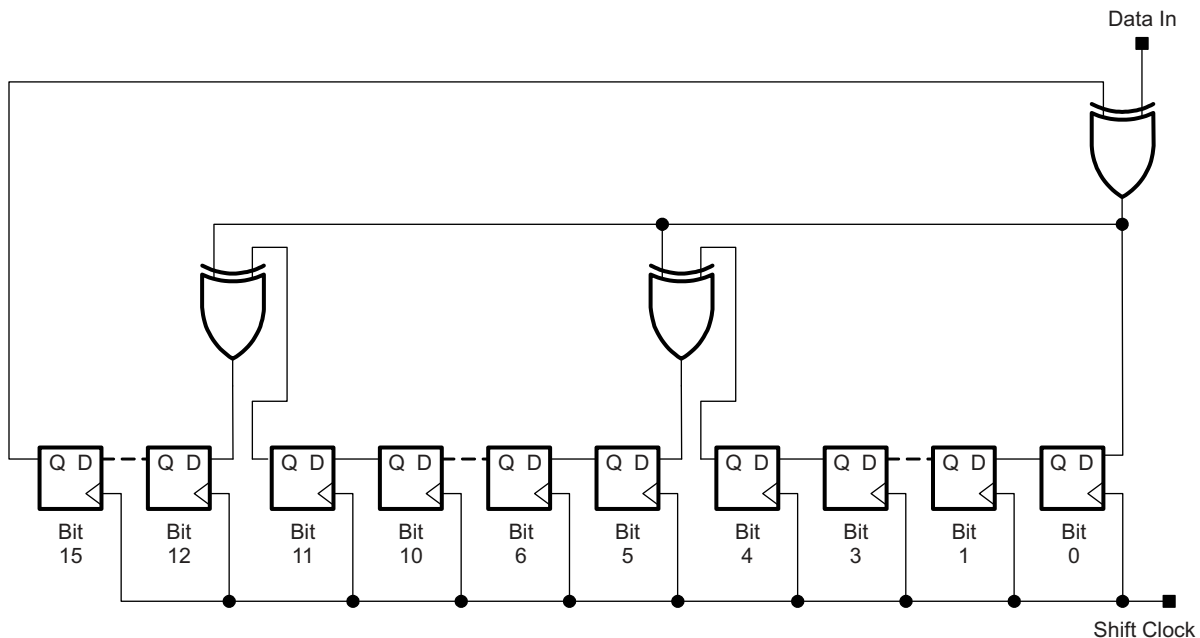 Data In
Q D
Q D
Q D
Q D
Q D
Q D
Q D
Q D
Q D
Q D
Bit
15
Bit
12
Bit
11
Bit
10
Bit
6
Bit
5
Bit
4
Bit
3
Bit
1
Bit
0
Shift Clock